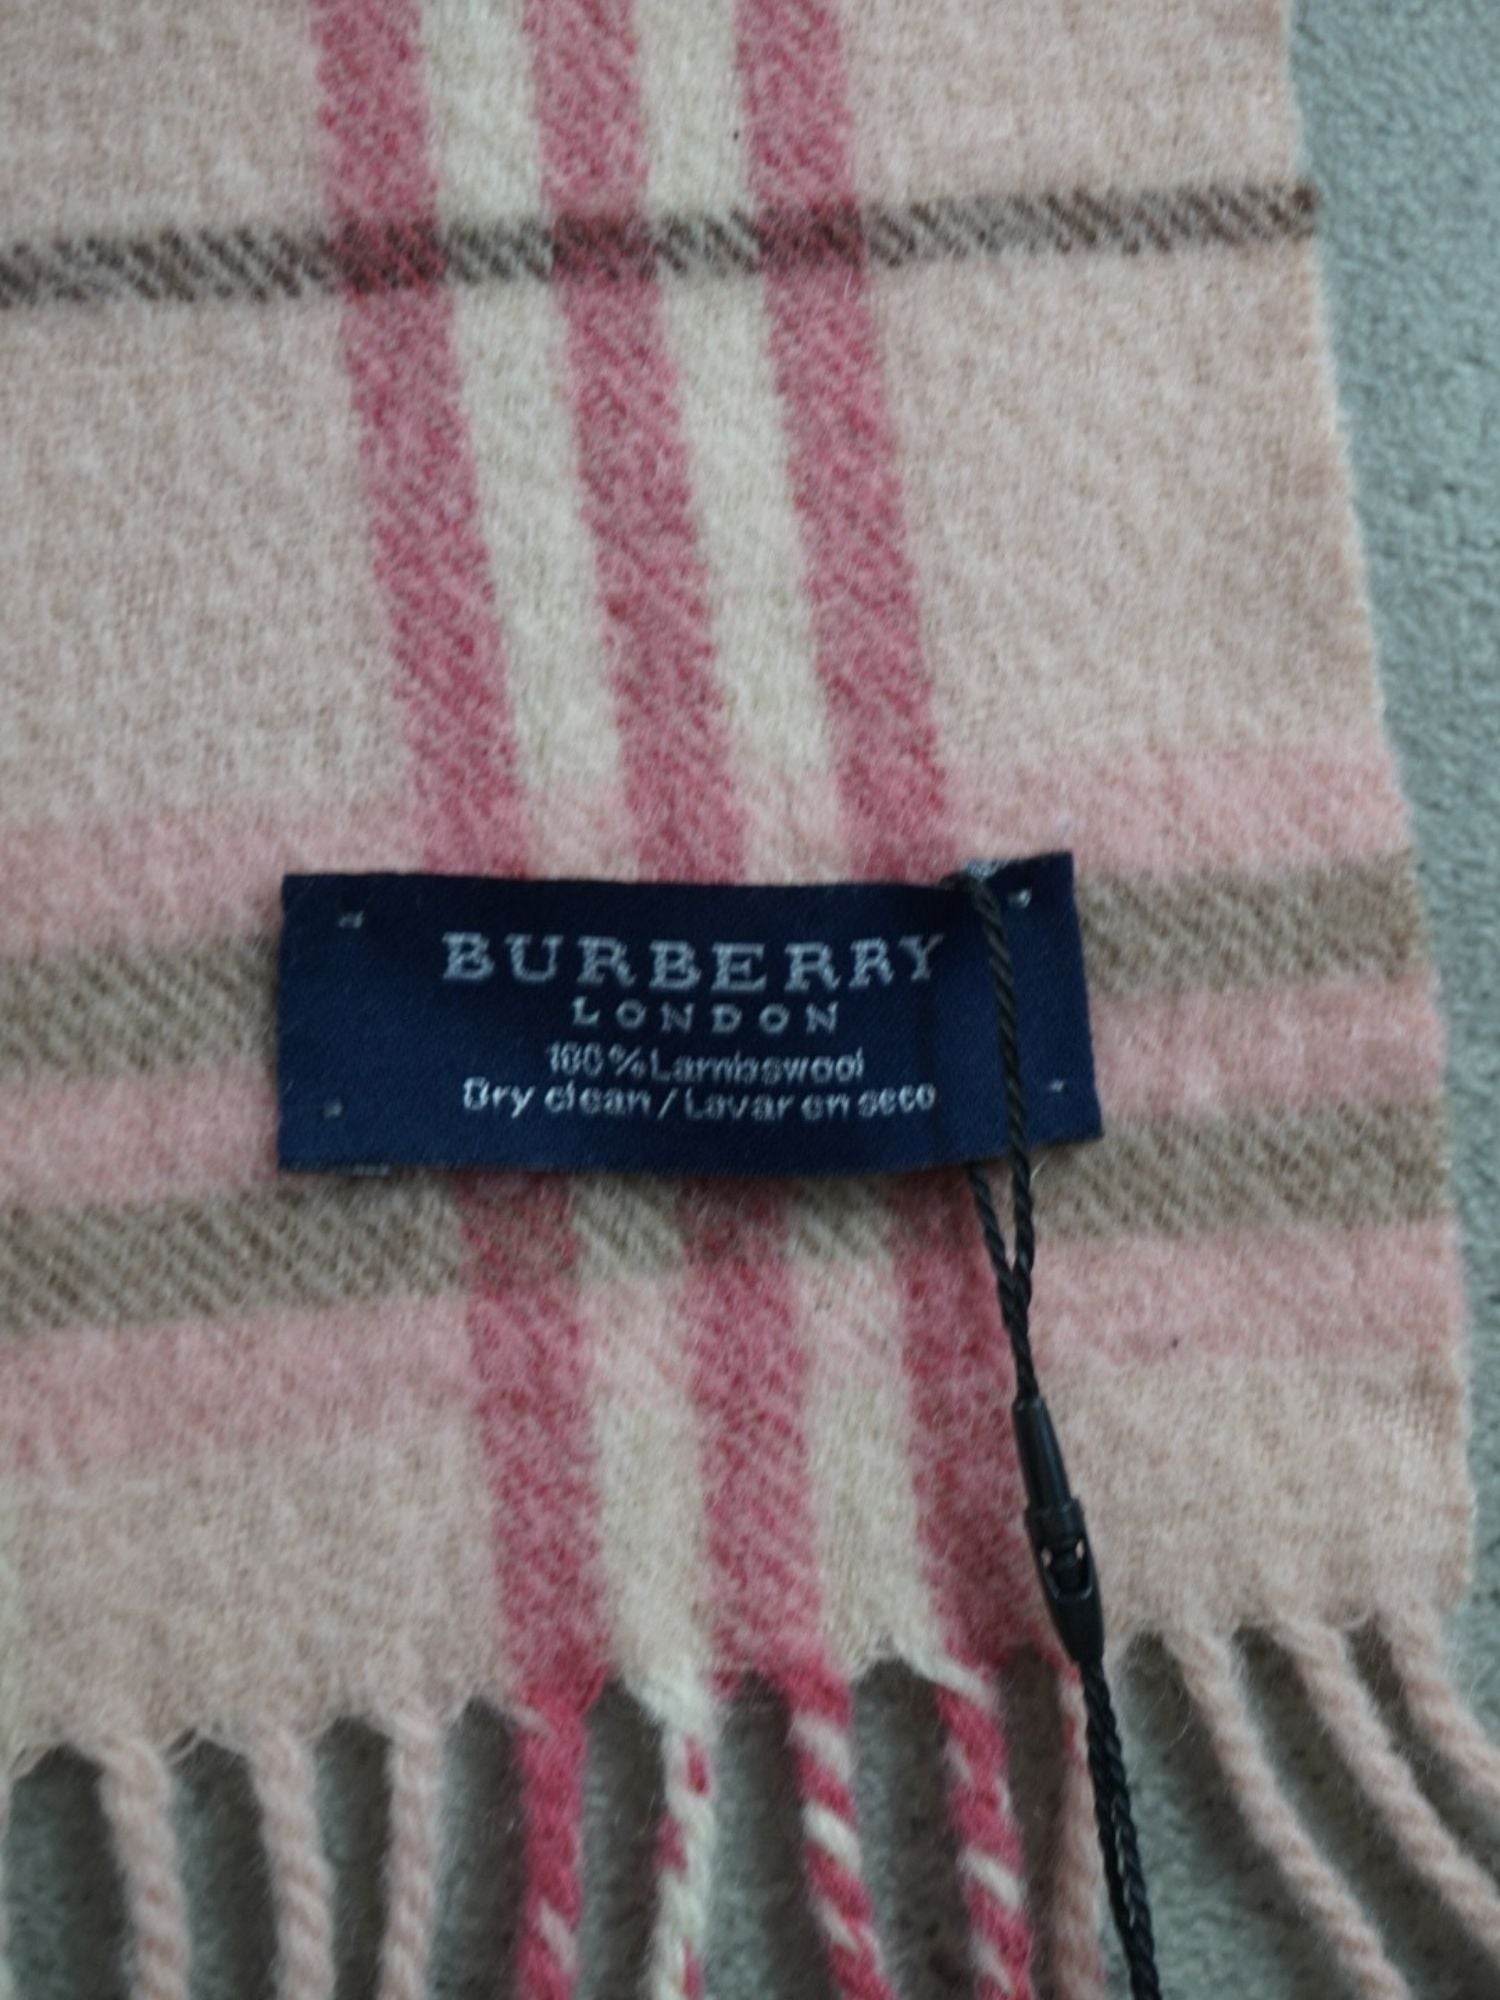 BURBERRY
LONDON
100% Lambswool
Dry clean / Lavar en seco